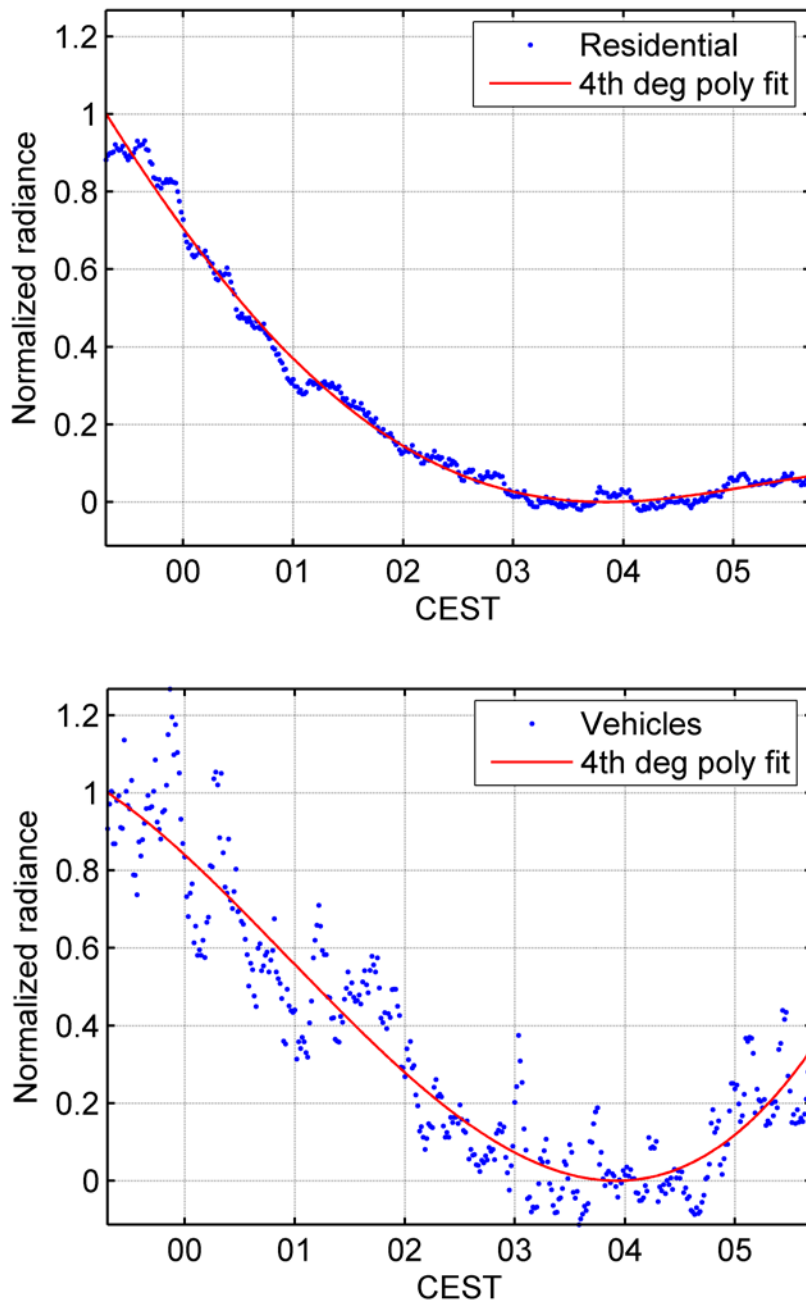 1.2
1
0.8
0.6
0.4
0.2
0
Normalized radiance
Residential
4th deg poly fit
00 01 02 03 04 05
CEST
1.2
1
0.8
0.6
0.4
0.2
0
Normalized radiance
Vehicles
4th deg poly fit
00 01 02 03 04 05
CEST